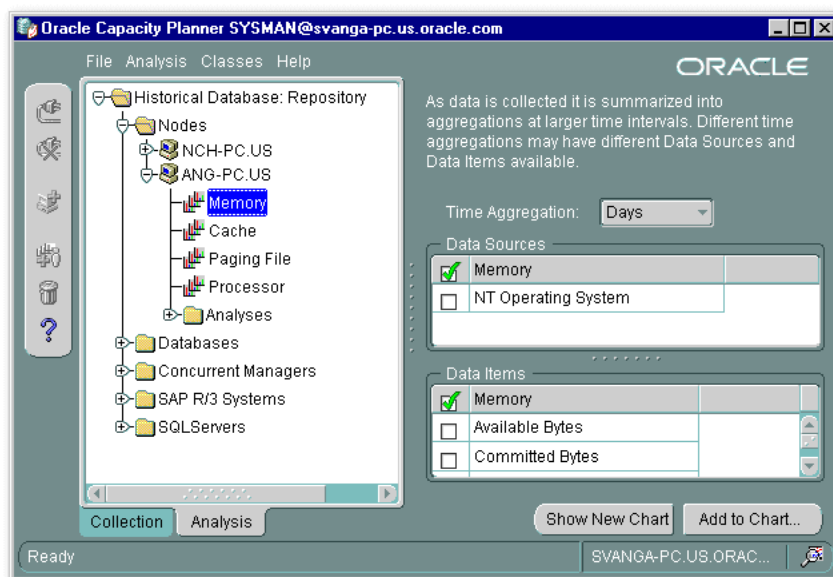 Oracle Capacity Planner SYSMAN@svanga-pc.us.oracle.com
File Analysis Classes Help
ORACLE
Historical Database: Repository
Nodes
NCH-PC.US
ANG-PC.US
Memory
Cache
Paging File
Processor
Analyses
Databases
Concurrent Managers
SAP R/3 Systems
SQLServers
Collection
Analysis
As data is collected it is summarized into
aggregations at larger time intervals. Different time
aggregations may have different Data Sources and
Data Items available.
Time Aggregation: Days
Data Sources
Memory
NT Operating System
Data Items
Memory
Available Bytes
Committed Bytes
Show New Chart
Add to Chart...
Ready
SVANGA-PC.US.ORAC...